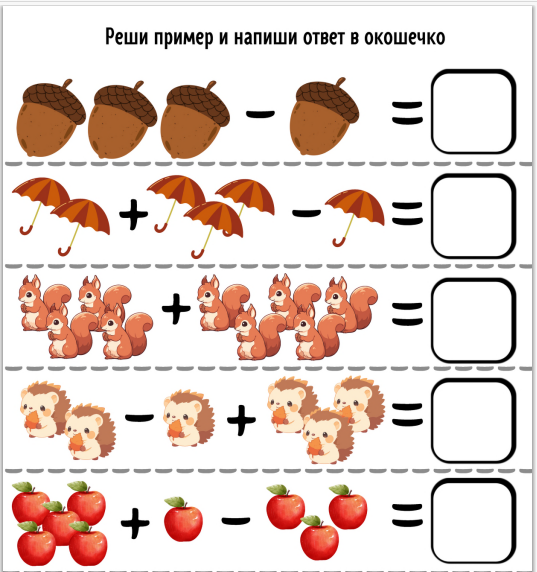 Реши пример и напиши ответ в окошечко
- =
+ - =
+ =
- + =
+ - =